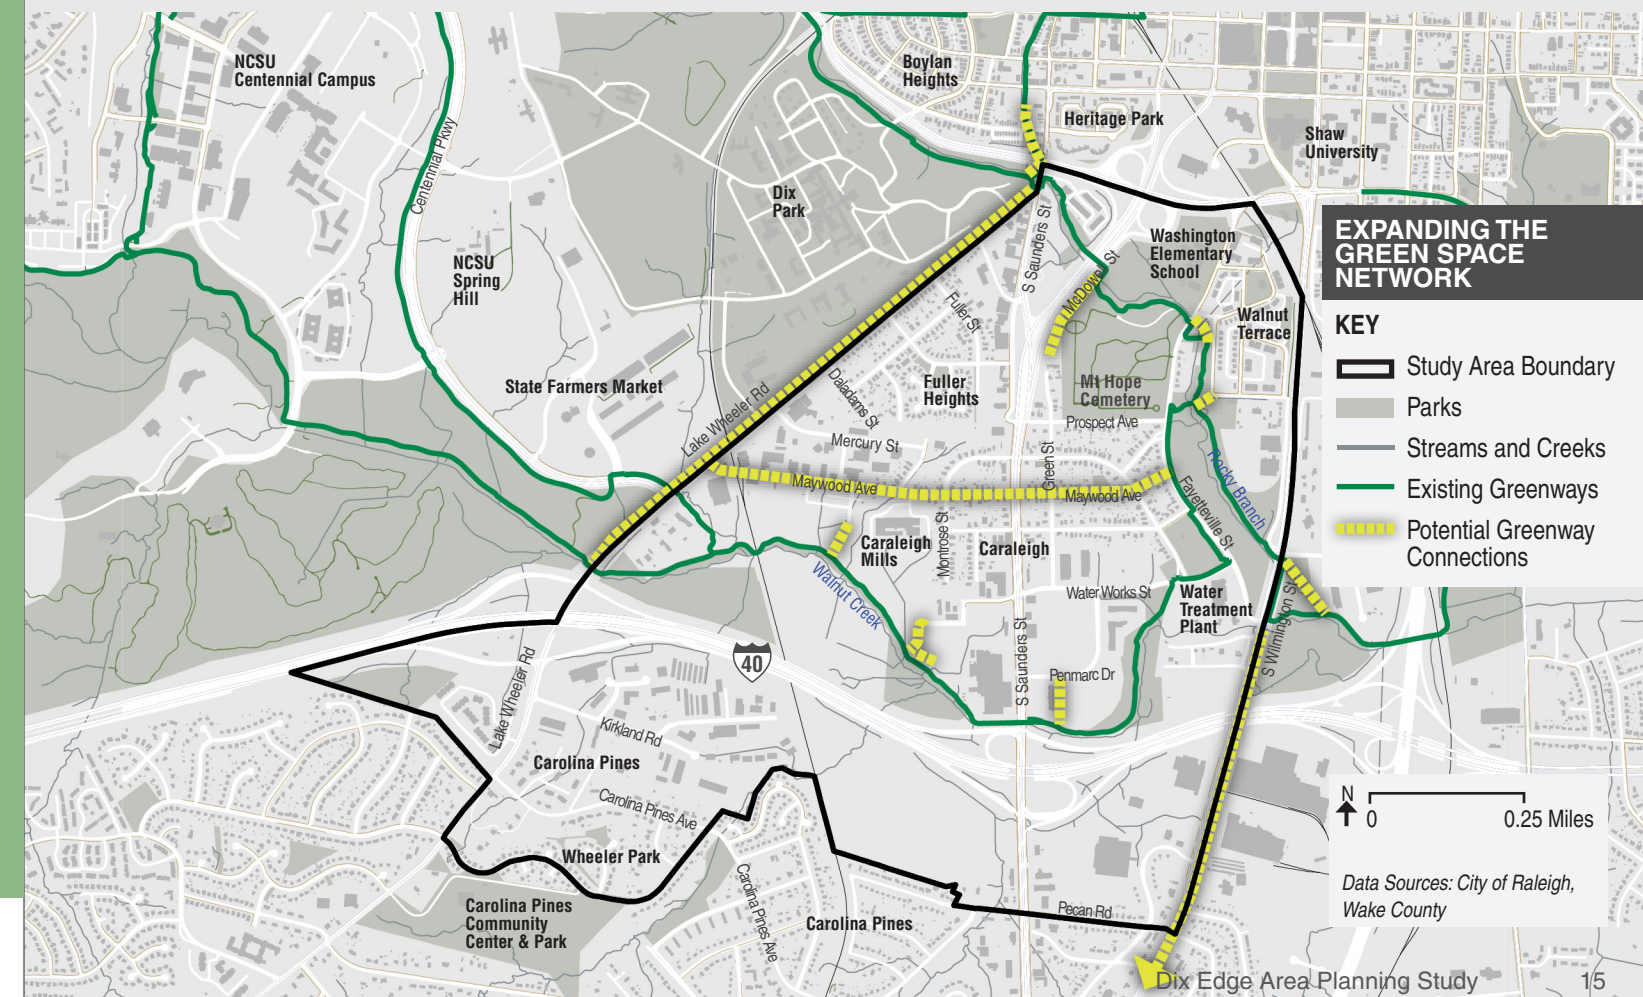 NCSU
Centennial Campus
Centennial Pkwy
Boylan
Heights
Heritage Park
Shaw
University
Dix
Park
S Saunders St
Washington
Elementary
School
McDowell St
NCSU
Spring
Hill
Fuller St
Walnut
Terrace
State Farmers Market
Lake Wheeler Rd
Daladams St
Fuller
Heights
Mt Hope
Cemetery
Prospect Ave
Mercury St
Green St
Maywood Ave
Maywood Ave
Rocky Branch
Fayetteville St
Caraleigh
Mills
Montrose St
Caraleigh
Walnut Creek
Water Works St
Water
Treatment
Plant
S Wilmington St
40
S Saunders St
Penmarc Dr
Lake Wheeler Rd
Kirkland Rd
Carolina Pines
Carolina Pines Ave
Wheeler Park
Carolina Pines
Community
Center & Park
Carolina Pines Ave
Carolina Pines
Pecan Rd
EXPANDING THE
GREEN SPACE
NETWORK
KEY
Study Area Boundary
Parks
Streams and Creeks
Existing Greenways
Potential Greenway
Connections
N
0 0.25 Miles
Data Sources: City of Raleigh,
Wake County
Dix Edge Area Planning Study 15